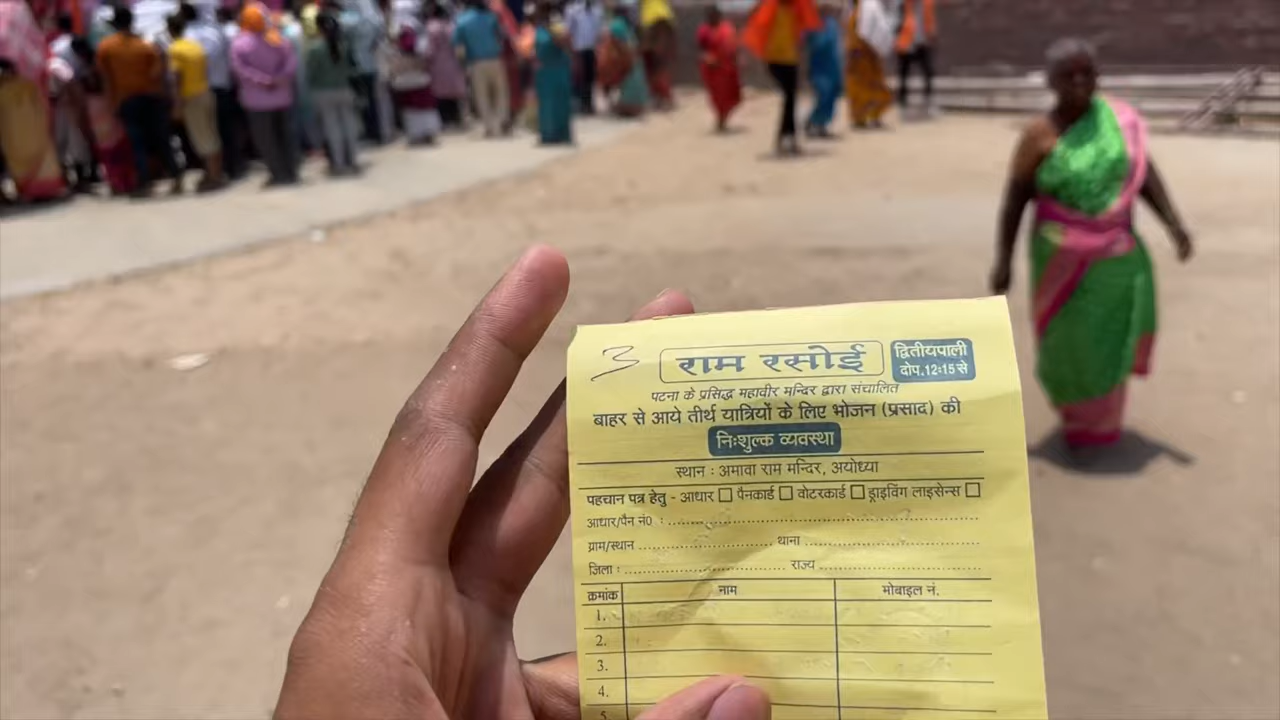 3 राम रसोई द्वितीयपाली
दोप.12:15 से
पटना के प्रसिद्ध महावीर मन्दिर द्वारा संचालित
बाहर से आये तीर्थ यात्रियों के लिए भोजन (प्रसाद) की
निःशुल्क व्यवस्था
स्थान : अमावा राम मन्दिर, अयोध्या
पहचान पत्र हेतु - आधार □ पैनकार्ड □ वोटरकार्ड □ ड्राइविंग लाइसेन्स □
आधार/पैन नं0 : ................................................
ग्राम/स्थान ........................ थाना ........................
जिला : ........................ राज्य ........................
क्रमांक नाम मोबाइल नं.
1.
2.
3.
4.
5.